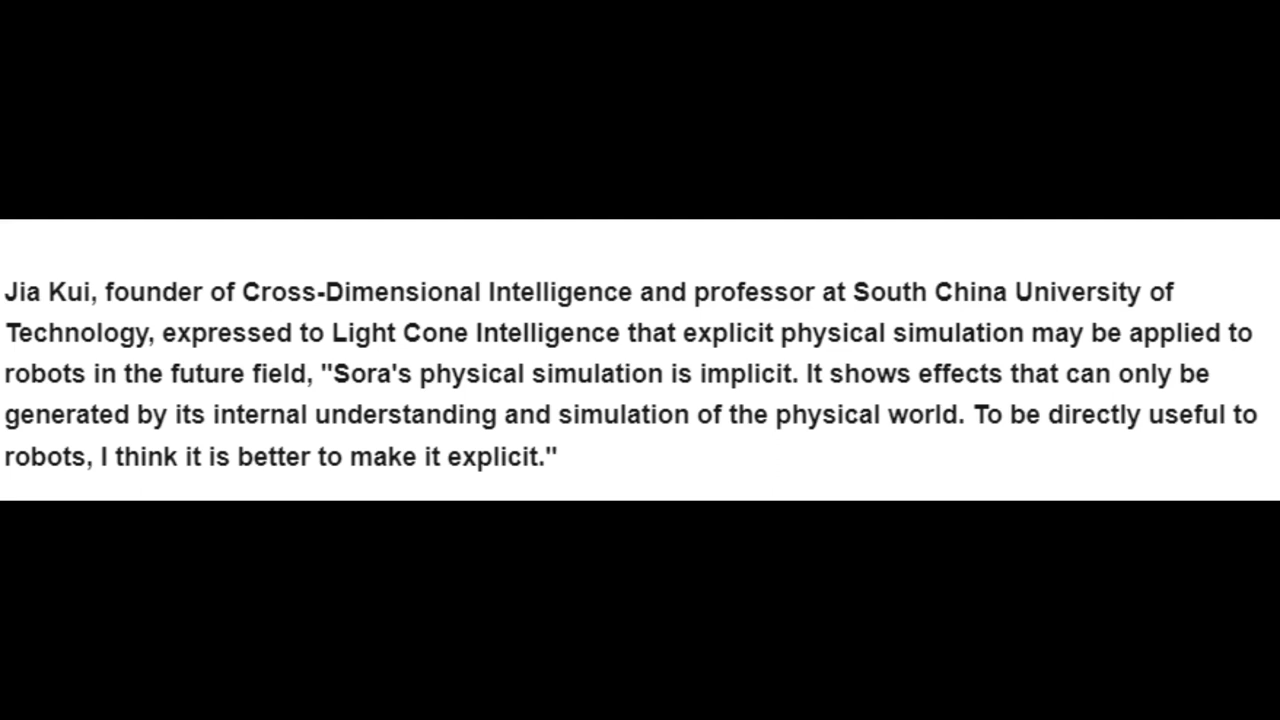 Jia Kui, founder of Cross-Dimensional Intelligence and professor at South China University of
Technology, expressed to Light Cone Intelligence that explicit physical simulation may be applied to
robots in the future field, "Sora's physical simulation is implicit. It shows effects that can only be
generated by its internal understanding and simulation of the physical world. To be directly useful to
robots, I think it is better to make it explicit."